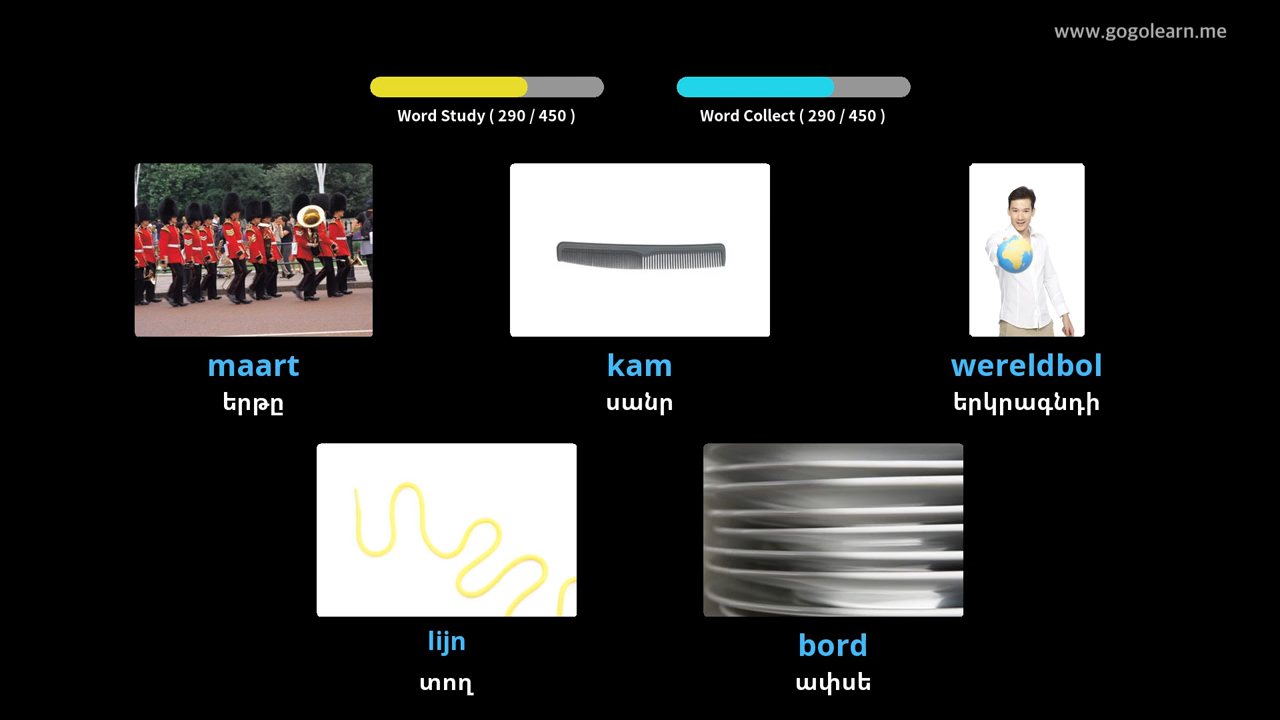 www.gogolearn.me
Word Study ( 290 / 450 )
Word Collect ( 290 / 450 )
maart
երթը
kam
սանր
wereldbol
երկրագնդի
lijn
տող
bord
ափսե